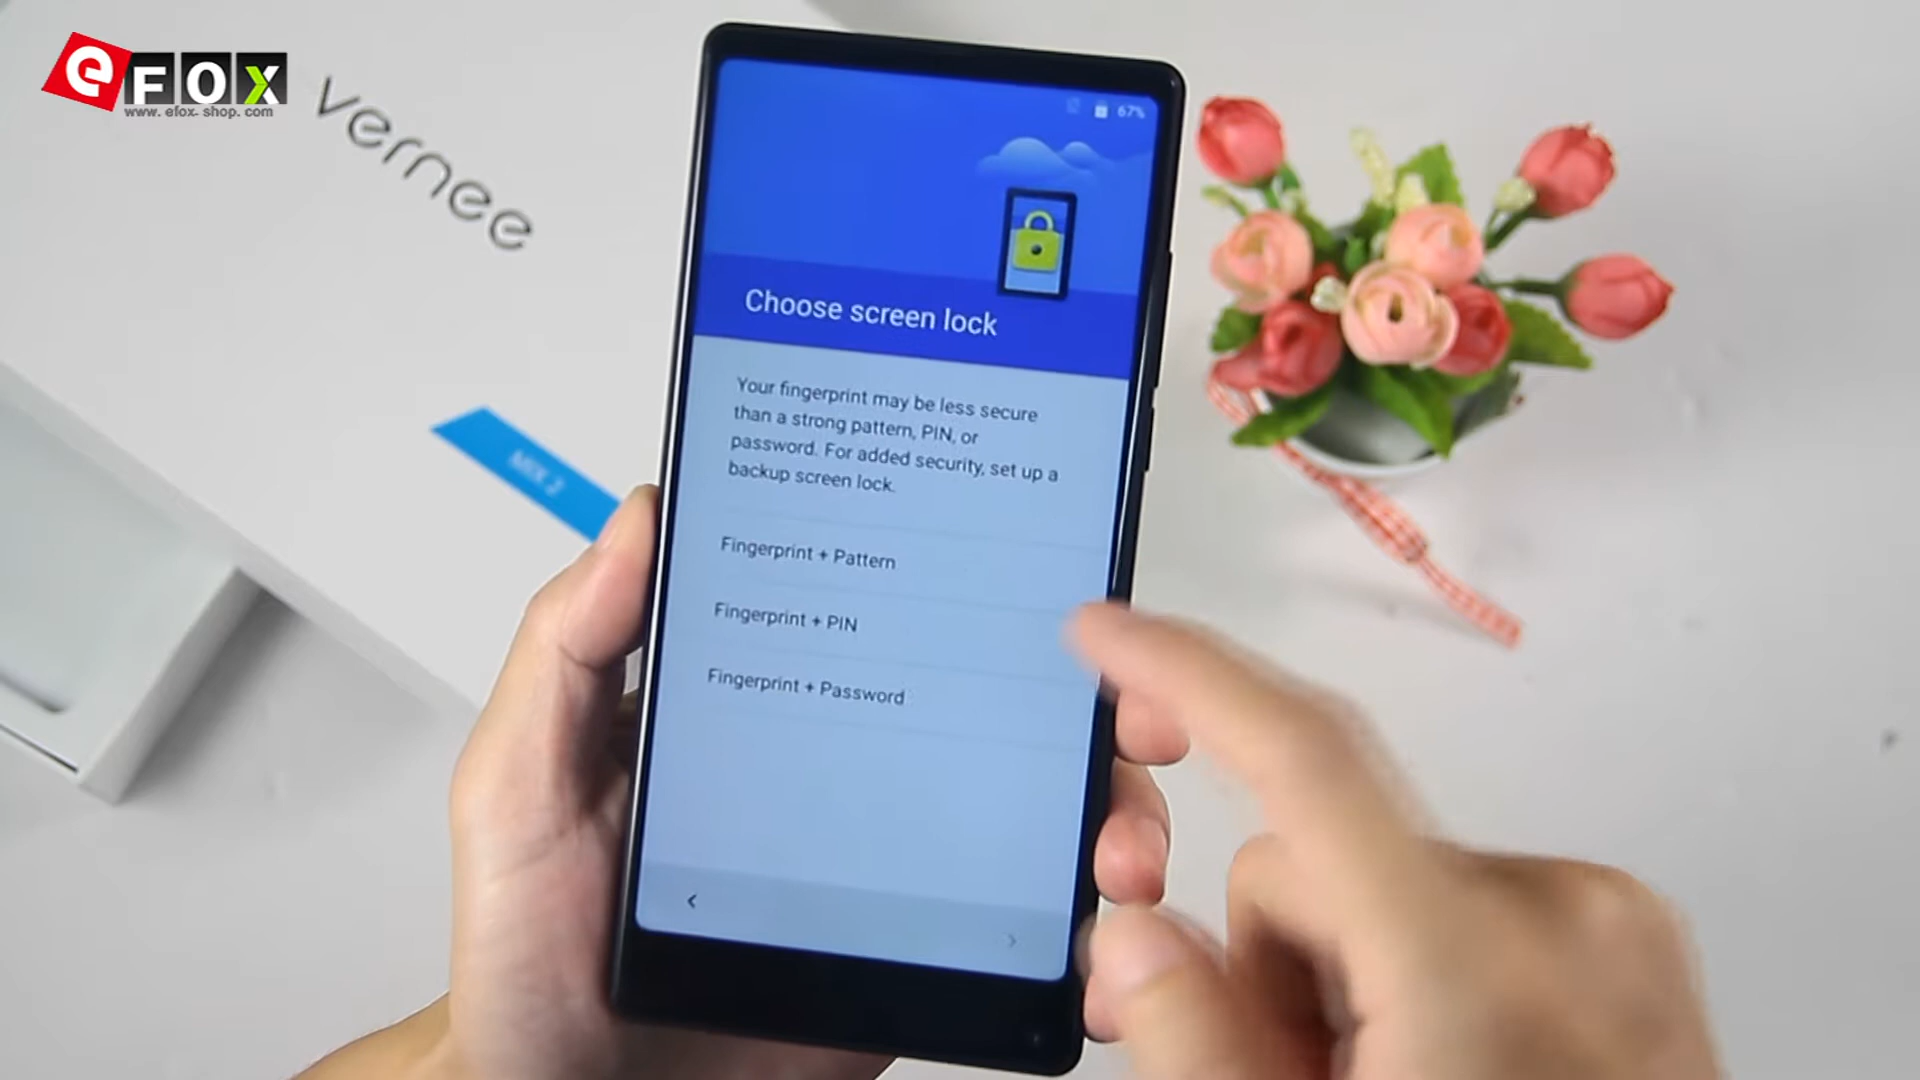 eFOX
www.efox-shop.com
vernee
MIX 2
67%
Choose screen lock
Your fingerprint may be less secure
than a strong pattern, PIN, or
password. For added security, set up a
backup screen lock.
Fingerprint + Pattern
Fingerprint + PIN
Fingerprint + Password